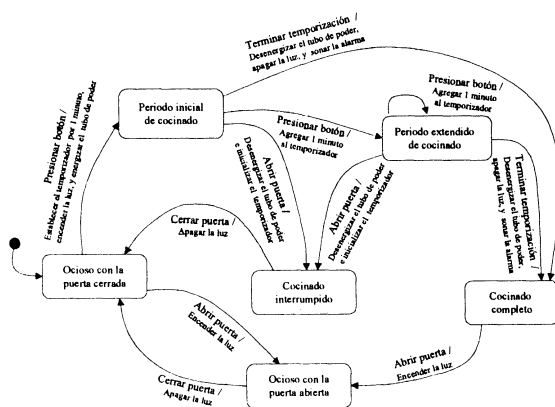 Terminar temporización /
Desenergizar el tubo de poder,
apagar la luz, y sonar la alarma
Presionar botón /
Establecer el temporizador por 1 minuto,
encender la luz, y energizar el tubo de poder
Periodo inicial
de cocinado
Presionar botón /
Agregar 1 minuto
al temporizador
Presionar botón /
Agregar 1 minuto
al temporizador
Periodo extendido
de cocinado
Abrir puerta /
Desenergizar el tubo de poder
e inicializar el temporizador
Abrir puerta /
Desenergizar el tubo de poder
e inicializar el temporizador
Terminar temporización /
Desenergizar el tubo de poder,
apagar la luz, y sonar la alarma
Cerrar puerta /
Apagar la luz
Ocioso con la
puerta cerrada
Cocinado
interrumpido
Cocinado
completo
Abrir puerta /
Encender la luz
Cerrar puerta /
Apagar la luz
Ocioso con la
puerta abierta
Abrir puerta /
Encender la luz